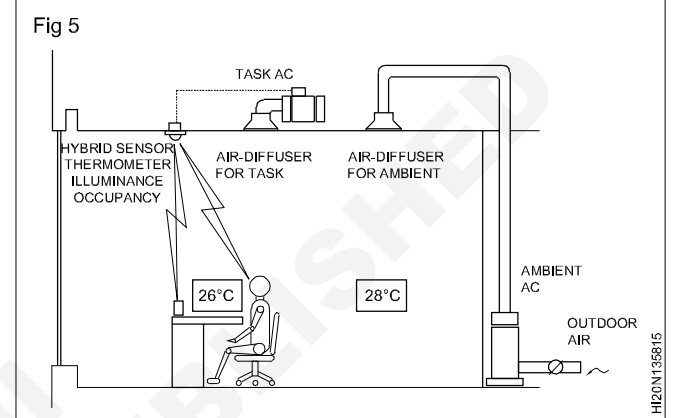 Fig 5
TASK AC
HYBRID SENSOR
THERMOMETER
ILLUMINANCE
OCCUPANCY
AIR-DIFFUSER
FOR TASK
AIR-DIFFUSER
FOR AMBIENT
26°C
28°C
AMBIENT
AC
OUTDOOR
AIR
HI20N135815